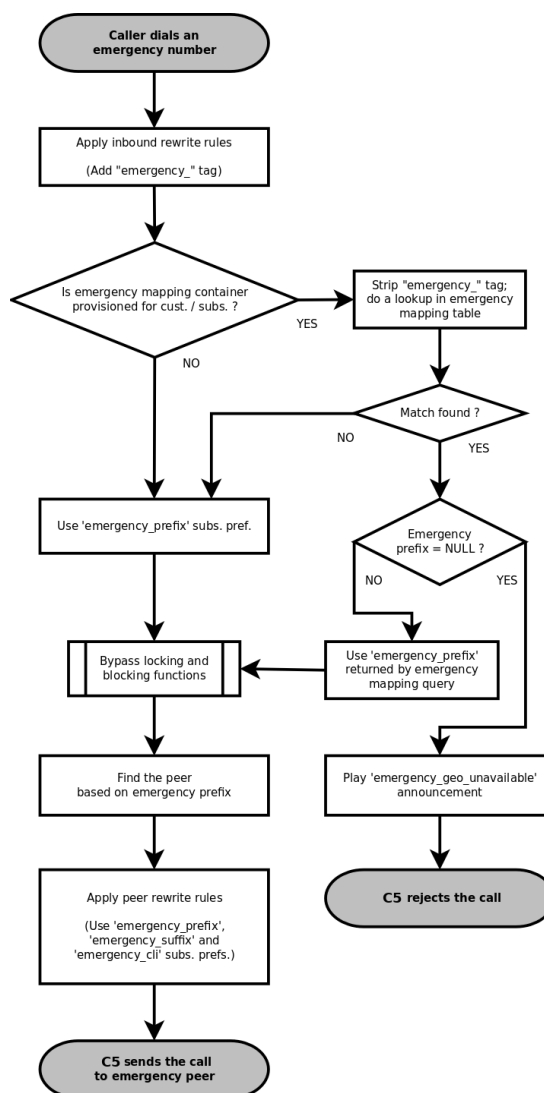 Caller dials an
emergency number
Apply inbound rewrite rules
(Add "emergency_" tag)
Is emergency mapping container
provisioned for cust. / subs. ?
YES
NO
Strip "emergency_" tag;
do a lookup in emergency
mapping table
Match found ?
NO
YES
Use 'emergency_prefix' subs. pref.
Emergency
prefix = NULL ?
NO
YES
Bypass locking and
blocking functions
Use 'emergency_prefix'
returned by emergency
mapping query
Find the peer
based on emergency prefix
Play 'emergency_geo_unavailable'
announcement
Apply peer rewrite rules
(Use 'emergency_prefix',
'emergency_suffix' and
'emergency_cli' subs. prefs.)
C5 rejects the call
C5 sends the call
to emergency peer